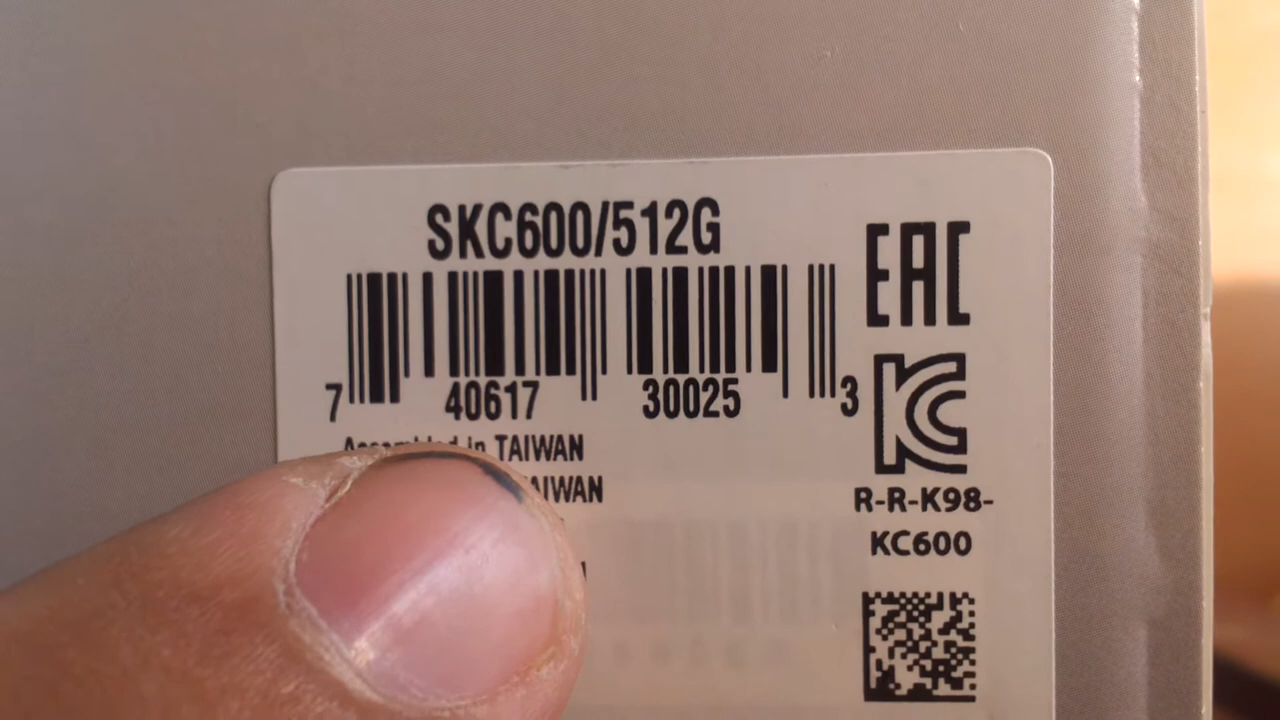 SKC600/512G
EAC
7 40617 30025 3
KC
Assembled in TAIWAN
TAIWAN
R-R-K98-
KC600